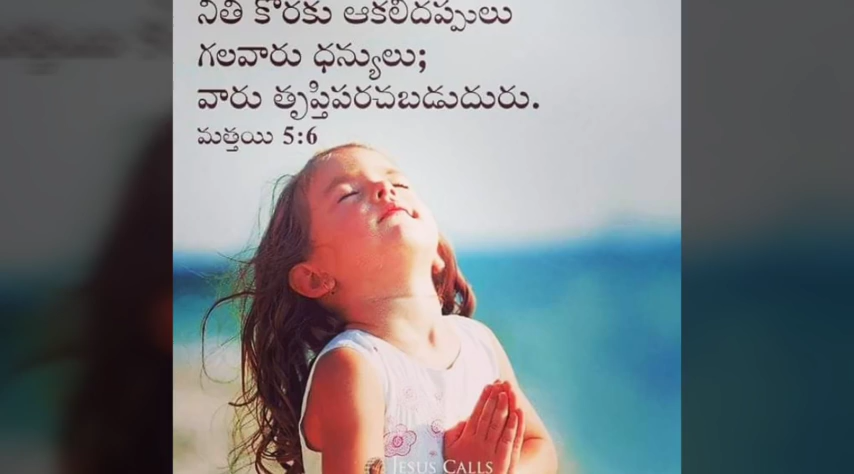 నీతి కొరకు ఆకలిదప్పులు
గలవారు ధన్యులు;
వారు తృప్తిపరచబడుదురు.
మత్తయి 5:6
JESUS CALLS